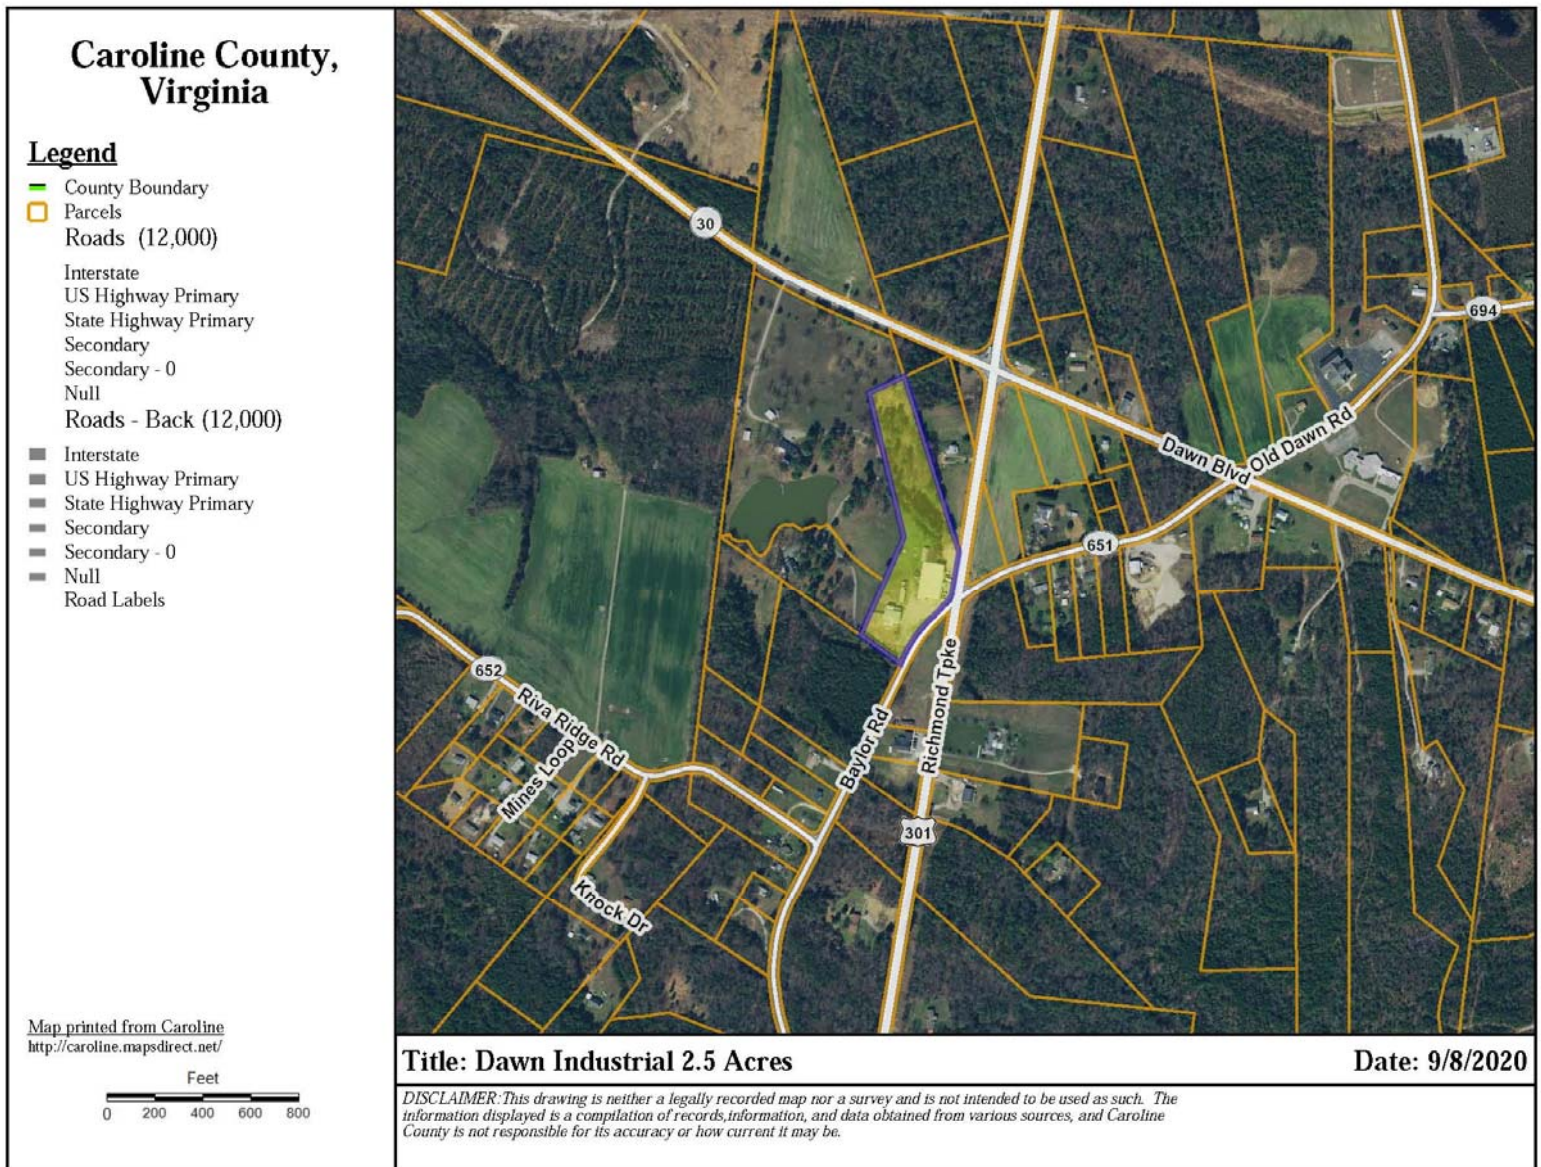 Caroline County,
Virginia
Legend
County Boundary
Parcels
Roads (12,000)
Interstate
US Highway Primary
State Highway Primary
Secondary
Secondary - 0
Null
Roads - Back (12,000)
Interstate
US Highway Primary
State Highway Primary
Secondary
Secondary - 0
Null
Road Labels
Map printed from Caroline
http://caroline.mapsdirect.net/
Feet
0 200 400 600 800
30
694
Dawn Blvd
Old Dawn Rd
651
652
Riva Ridge Rd
Mines Loop
Knock Dr
Baylor Rd
Richmond Tpke
301
Title: Dawn Industrial 2.5 Acres
Date: 9/8/2020
DISCLAIMER:This drawing is neither a legally recorded map nor a survey and is not intended to be used as such. The
information displayed is a compilation of records,information, and data obtained from various sources, and Caroline
County is not responsible for its accuracy or how current it may be.